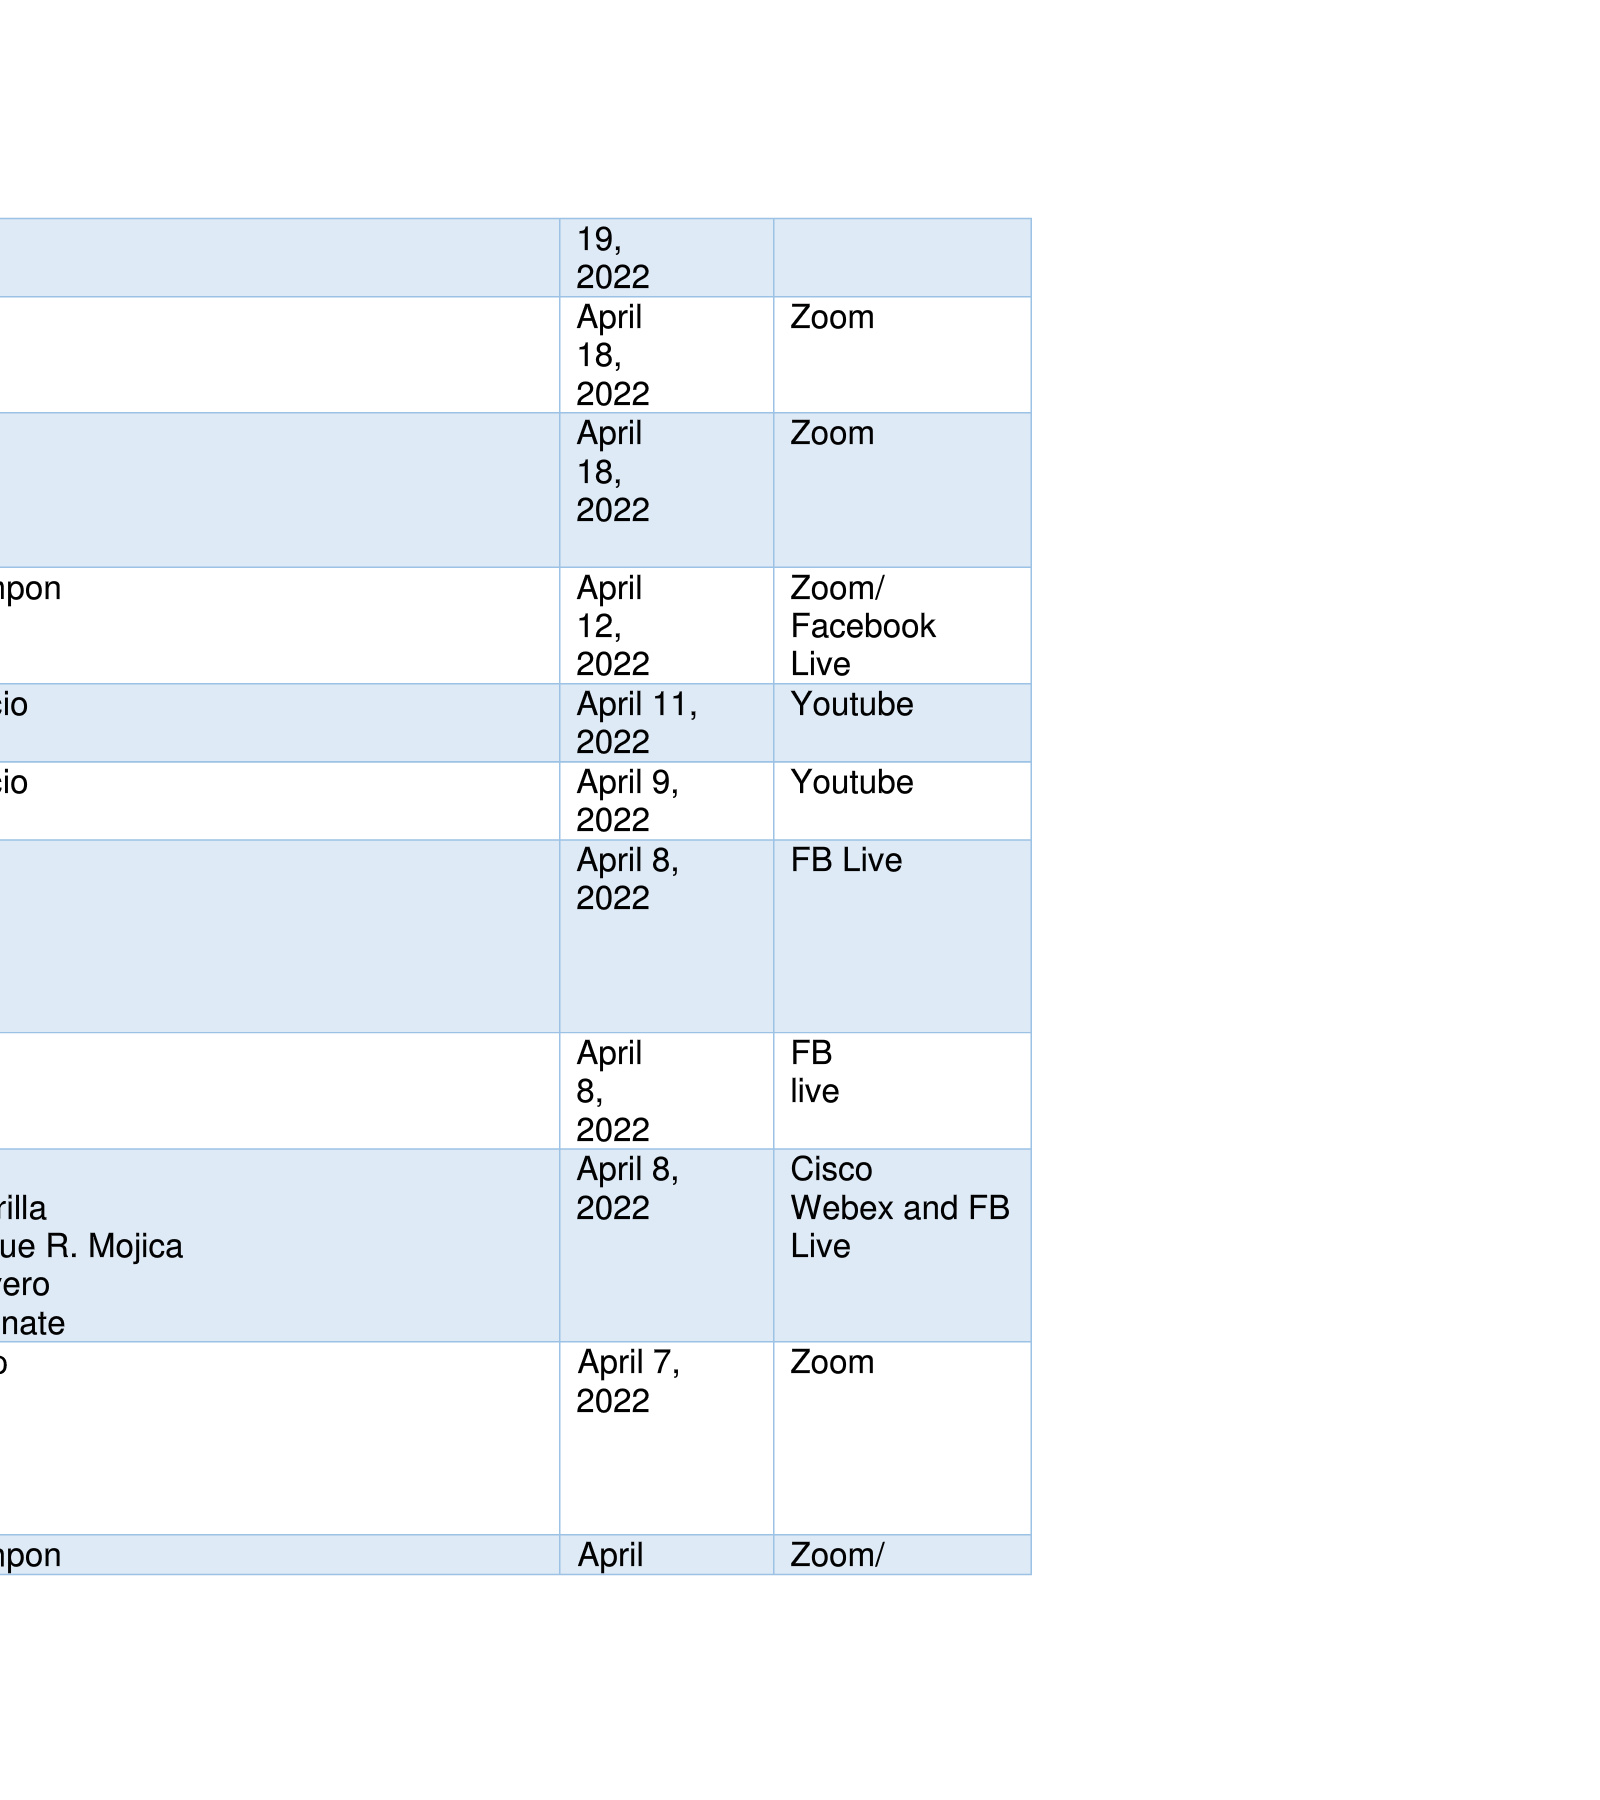 19,
2022
April
18,
2022
Zoom
April
18,
2022
Zoom
npon
April
12,
2022
Zoom/
Facebook
Live
cio
April 11,
2022
Youtube
cio
April 9,
2022
Youtube
April 8,
2022
FB Live
April
8,
2022
FB
live
rilla
ue R. Mojica
vero
nate
April 8,
2022
Cisco
Webex and FB
Live
o
April 7,
2022
Zoom
npon
April
Zoom/